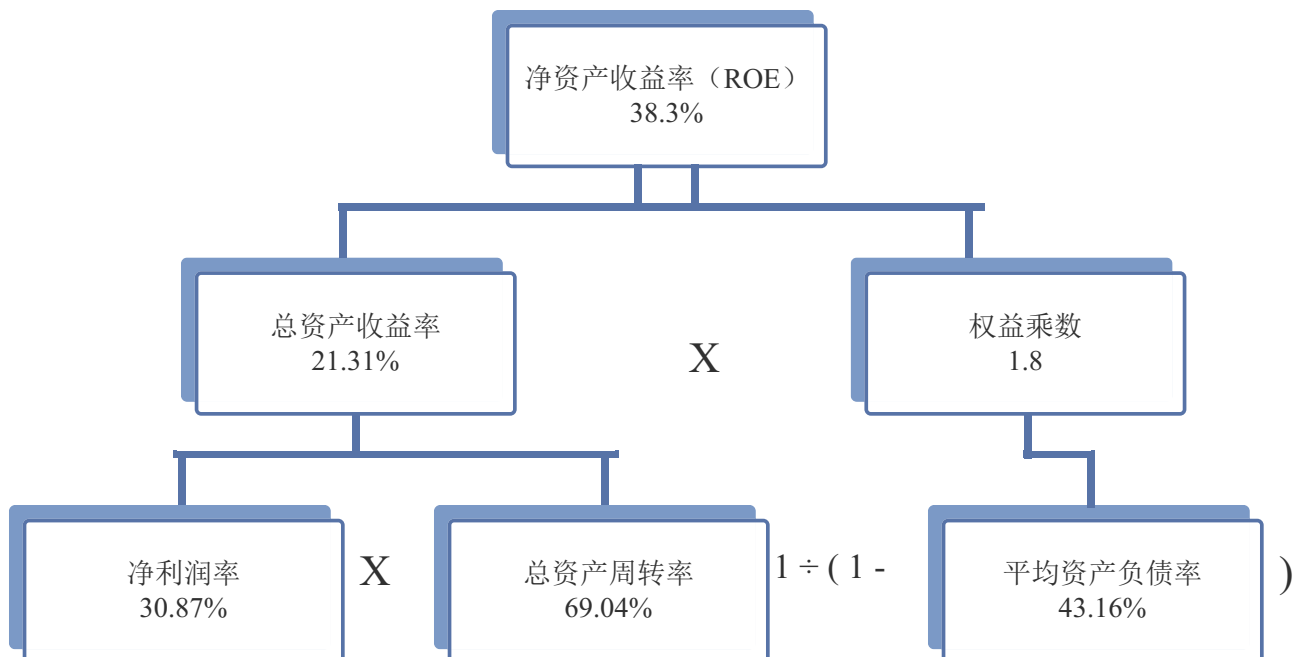 净资产收益率（ROE）
38.3%
总资产收益率
21.31%
X
权益乘数
1.8
净利润率
30.87%
X
总资产周转率
69.04%
1 ÷ ( 1 -
平均资产负债率
43.16%
)